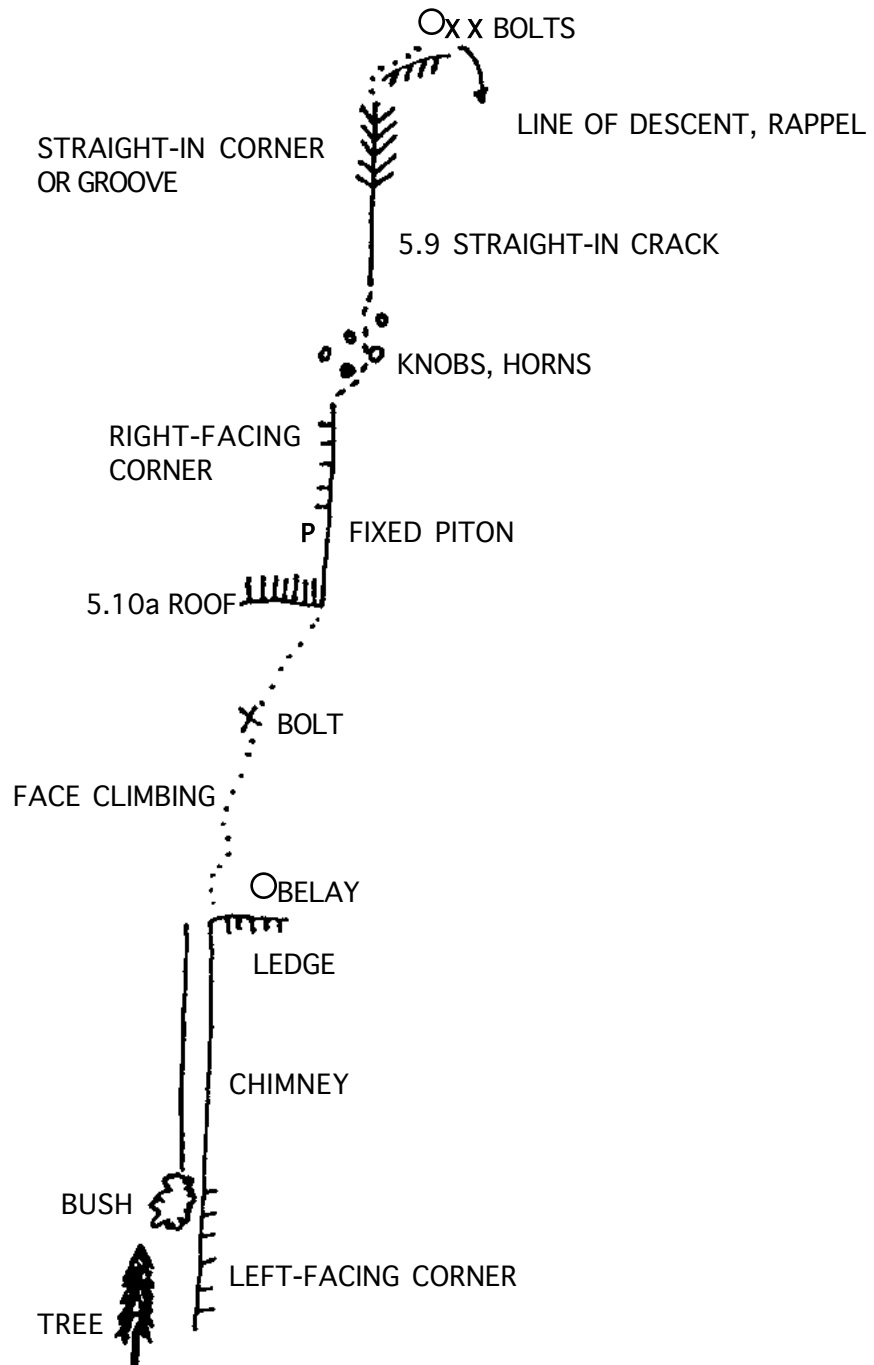 x x BOLTS
LINE OF DESCENT, RAPPEL
STRAIGHT-IN CORNER
OR GROOVE
5.9 STRAIGHT-IN CRACK
KNOBS, HORNS
RIGHT-FACING
CORNER
P FIXED PITON
5.10a ROOF
X BOLT
FACE CLIMBING
BELAY
LEDGE
CHIMNEY
BUSH
LEFT-FACING CORNER
TREE